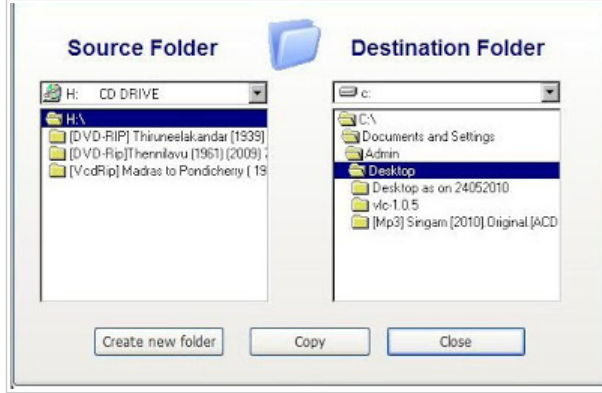 Source Folder
Destination Folder
H: CD DRIVE
H:\
[DVD-RIP] Thiruneelakandar [1939]
[DVD-Rip]Thennilavu (1961) (2009)
[VcdRip] Madras to Pondicherry ( 19
c:
C:\
Documents and Settings
Admin
Desktop
Desktop as on 24052010
vlc-1.0.5
[Mp3] Singam [2010].Original.[ACD
Create new folder
Copy
Close